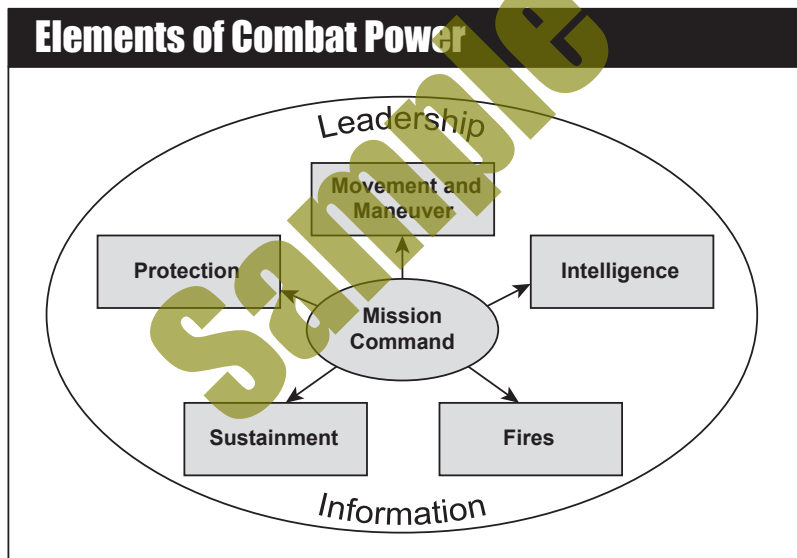 Elements of Combat Power
Leadership
Movement and
Maneuver
Protection
Intelligence
Mission
Command
Sustainment
Fires
Information
Sample